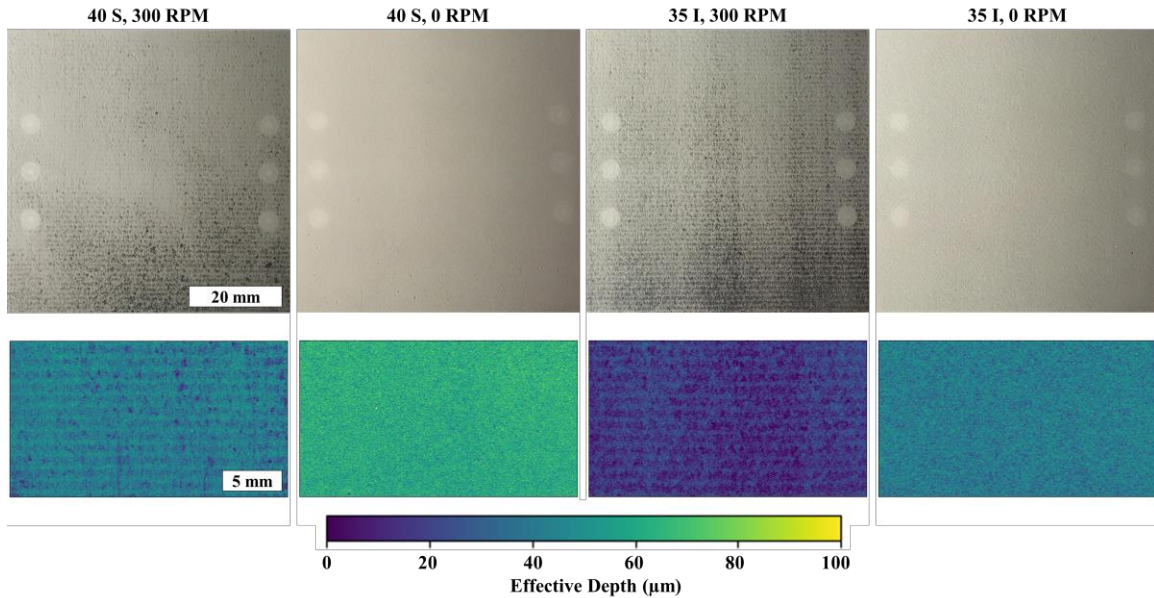 40 S, 300 RPM
40 S, 0 RPM
35 I, 300 RPM
35 I, 0 RPM
20 mm
5 mm
0 20 40 60 80 100
Effective Depth (µm)